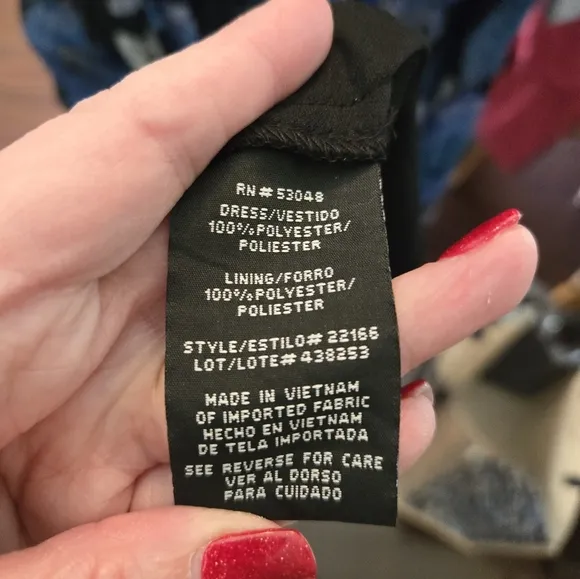 RN# 53048
DRESS/VESTIDO
100%POLYESTER/
POLIESTER
LINING/FORRO
100%POLYESTER/
POLIESTER
STYLE/ESTILO# 22166
LOT/LOTE# 438253
MADE IN VIETNAM
OF IMPORTED FABRIC
HECHO EN VIETNAM
DE TELA IMPORTADA
SEE REVERSE FOR CARE
VER AL DORSO
PARA CUIDADO